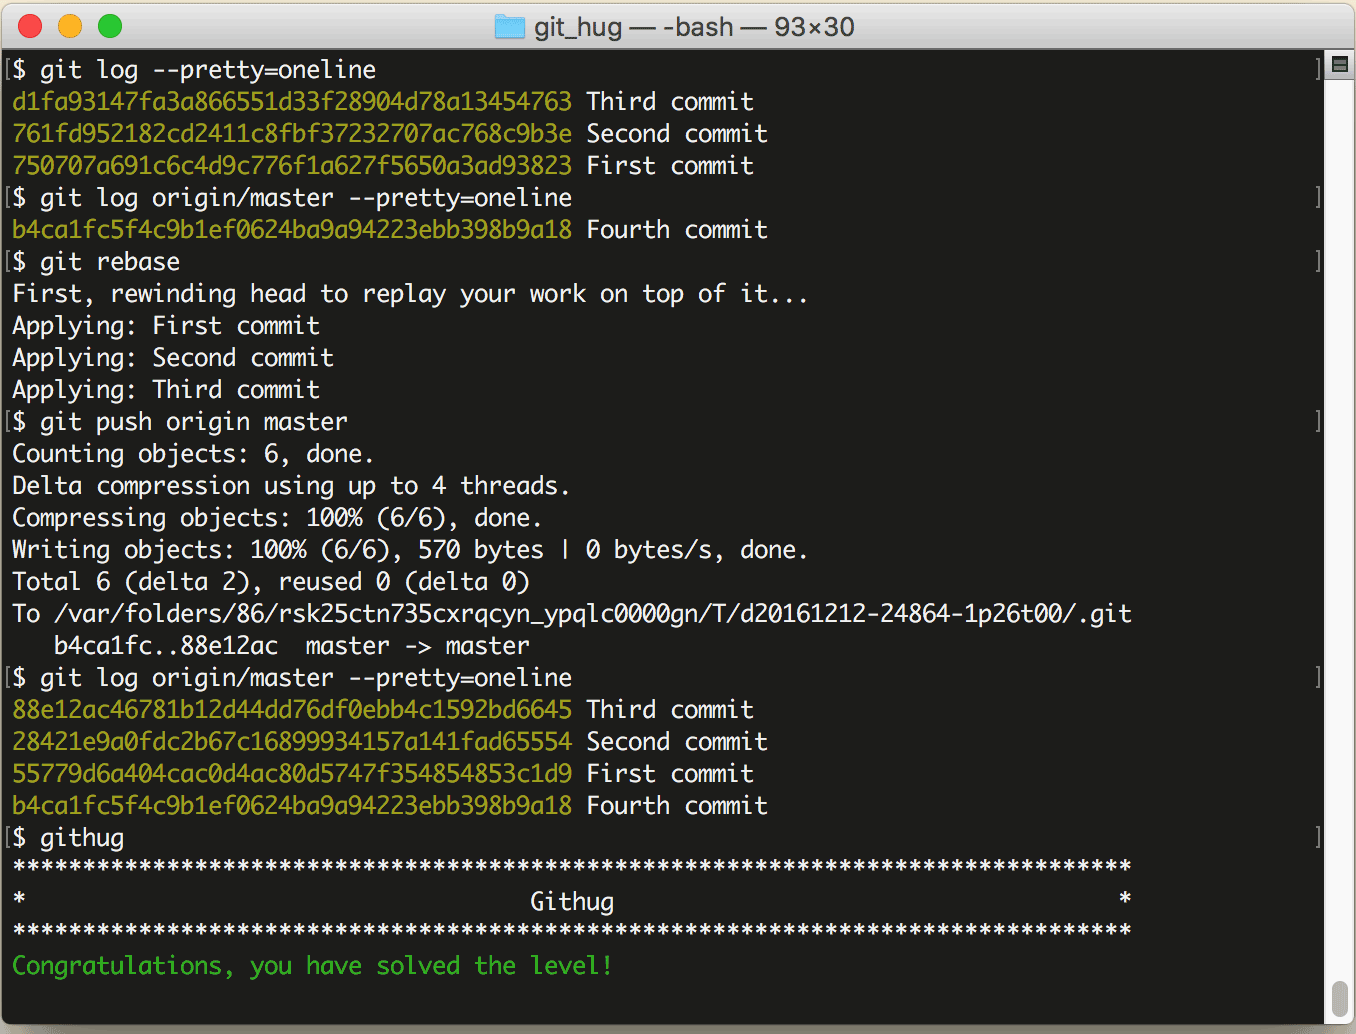 git_hug — -bash — 93×30
$ git log --pretty=oneline
d1fa93147fa3a866551d33f28904d78a13454763 Third commit
761fd952182cd2411c8fbf37232707ac768c9b3e Second commit
750707a691c6c4d9c776f1a627f5650a3ad93823 First commit
$ git log origin/master --pretty=oneline
b4ca1fc5f4c9b1ef0624ba9a94223ebb398b9a18 Fourth commit
$ git rebase
First, rewinding head to replay your work on top of it...
Applying: First commit
Applying: Second commit
Applying: Third commit
$ git push origin master
Counting objects: 6, done.
Delta compression using up to 4 threads.
Compressing objects: 100% (6/6), done.
Writing objects: 100% (6/6), 570 bytes | 0 bytes/s, done.
Total 6 (delta 2), reused 0 (delta 0)
To /var/folders/86/rsk25ctn735cxrqcyn_ypqlc0000gn/T/d20161212-24864-1p26t00/.git
   b4ca1fc..88e12ac  master -> master
$ git log origin/master --pretty=oneline
88e12ac46781b12d44dd76df0ebb4c1592bd6645 Third commit
28421e9a0fdc2b67c16899934157a141fad65554 Second commit
55779d6a404cac0d4ac80d5747f354854853c1d9 First commit
b4ca1fc5f4c9b1ef0624ba9a94223ebb398b9a18 Fourth commit
$ githug
********************************************************************************
*                                    Githug                                    *
********************************************************************************
Congratulations, you have solved the level!